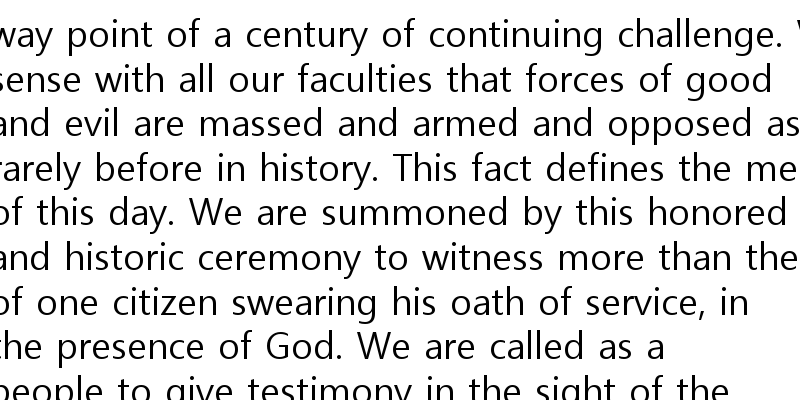 way point of a century of continuing challenge.
sense with all our faculties that forces of good
and evil are massed and armed and opposed as
rarely before in history. This fact defines the me
of this day. We are summoned by this honored
and historic ceremony to witness more than the
of one citizen swearing his oath of service, in
the presence of God. We are called as a
people to give testimony in the sight of the